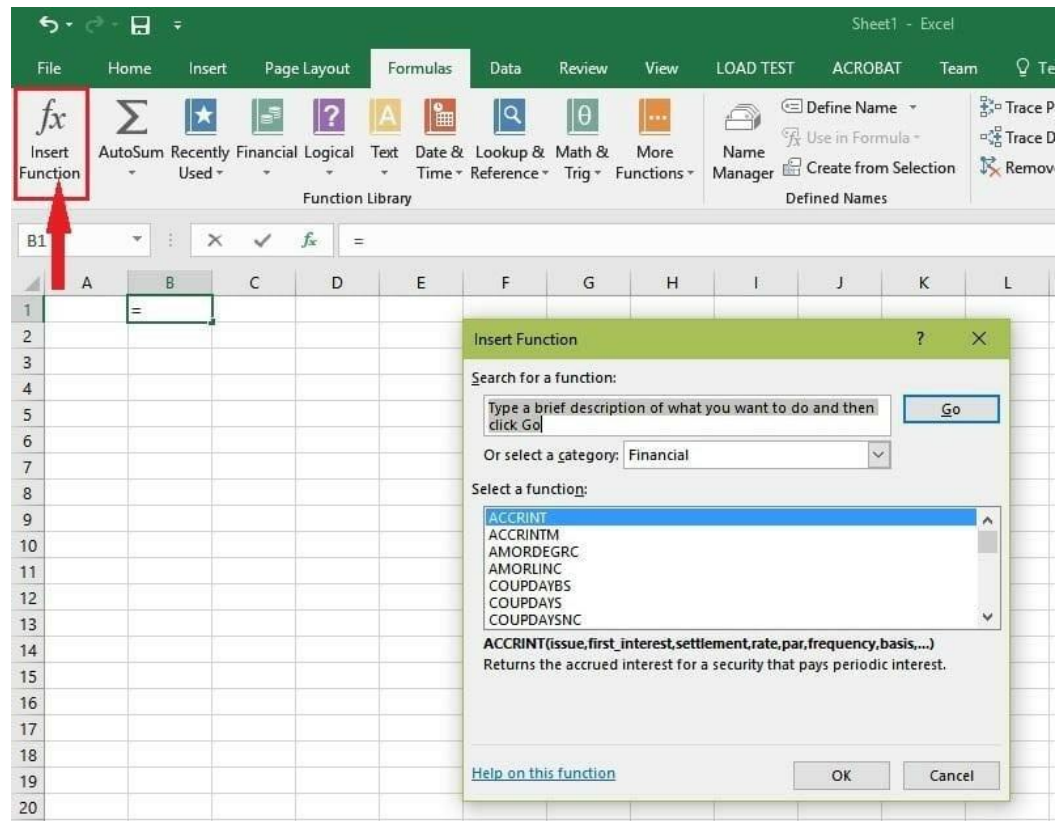 Sheet1 - Excel
File Home Insert Page Layout Formulas Data Review View LOAD TEST ACROBAT Team
fx
Insert Function
AutoSum
Recently Used
Financial
Logical
Text
Date & Time
Lookup & Reference
Math & Trig
More Functions
Function Library
Name Manager
Define Name
Use in Formula
Create from Selection
Defined Names
Trace
Trace
B1 fx =
A B C D E F G H I J K L
1 =
2
3
4
5
6
7
8
9
10
11
12
13
14
15
16
17
18
19
20
Insert Function ? ×
Search for a function:
Type a brief description of what you want to do and then
click Go
Go
Or select a category: Financial
Select a function:
ACCRINT
ACCRINTM
AMORDEGRC
AMORLINC
COUPDAYBS
COUPDAYS
COUPDAYSNC
ACCRINT(issue,first_interest,settlement,rate,par,frequency,basis,...)
Returns the accrued interest for a security that pays periodic interest.
Help on this function
OK Cancel